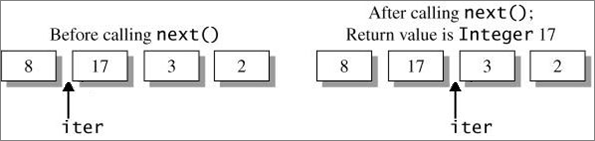 Before calling next()
8 17 3 2
iter
After calling next();
Return value is Integer 17
8 17 3 2
iter